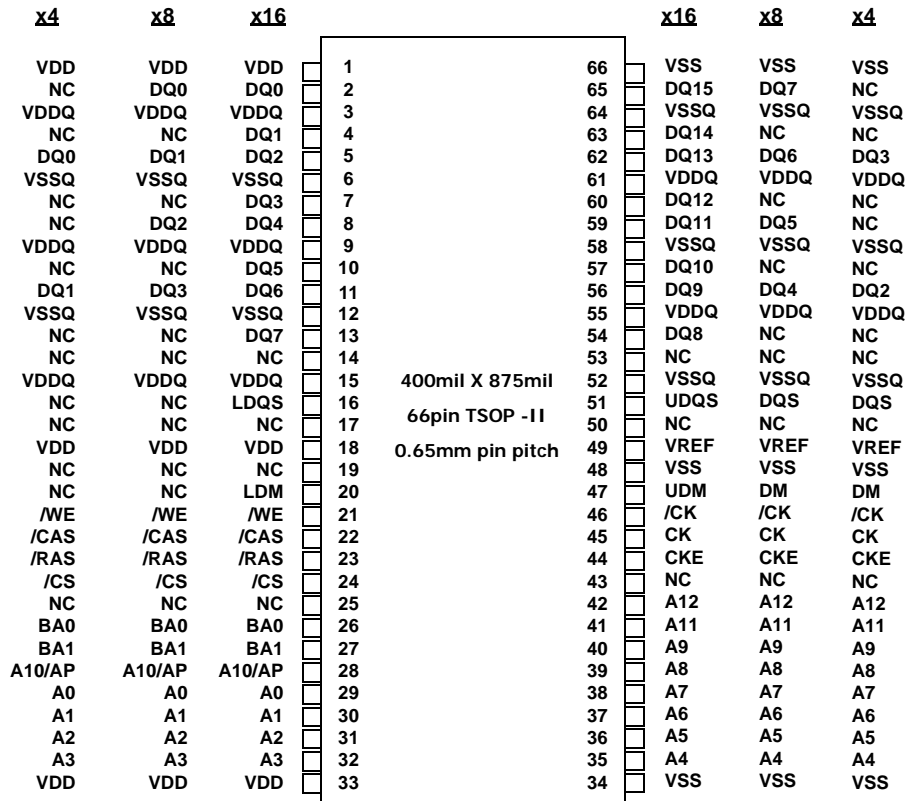 x4 x8 x16 x16 x8 x4
VDD VDD VDD 1 66 VSS VSS VSS
NC DQ0 DQ0 2 65 DQ15 DQ7 NC
VDDQ VDDQ VDDQ 3 64 VSSQ VSSQ VSSQ
NC NC DQ1 4 63 DQ14 NC NC
DQ0 DQ1 DQ2 5 62 DQ13 DQ6 DQ3
VSSQ VSSQ VSSQ 6 61 VDDQ VDDQ VDDQ
NC NC DQ3 7 60 DQ12 NC NC
NC DQ2 DQ4 8 59 DQ11 DQ5 NC
VDDQ VDDQ VDDQ 9 58 VSSQ VSSQ VSSQ
NC NC DQ5 10 57 DQ10 NC NC
DQ1 DQ3 DQ6 11 56 DQ9 DQ4 DQ2
VSSQ VSSQ VSSQ 12 55 VDDQ VDDQ VDDQ
NC NC DQ7 13 54 DQ8 NC NC
NC NC NC 14 53 NC NC NC
VDDQ VDDQ VDDQ 15 400mil X 875mil 52 VSSQ VSSQ VSSQ
NC NC LDQS 16 66pin TSOP -II 51 UDQS DQS DQS
NC NC NC 17 50 NC NC NC
VDD VDD VDD 18 0.65mm pin pitch 49 VREF VREF VREF
NC NC NC 19 48 VSS VSS VSS
NC NC LDM 20 47 UDM DM DM
/WE /WE /WE 21 46 /CK /CK /CK
/CAS /CAS /CAS 22 45 CK CK CK
/RAS /RAS /RAS 23 44 CKE CKE CKE
/CS /CS /CS 24 43 NC NC NC
NC NC NC 25 42 A12 A12 A12
BA0 BA0 BA0 26 41 A11 A11 A11
BA1 BA1 BA1 27 40 A9 A9 A9
A10/AP A10/AP A10/AP 28 39 A8 A8 A8
A0 A0 A0 29 38 A7 A7 A7
A1 A1 A1 30 37 A6 A6 A6
A2 A2 A2 31 36 A5 A5 A5
A3 A3 A3 32 35 A4 A4 A4
VDD VDD VDD 33 34 VSS VSS VSS